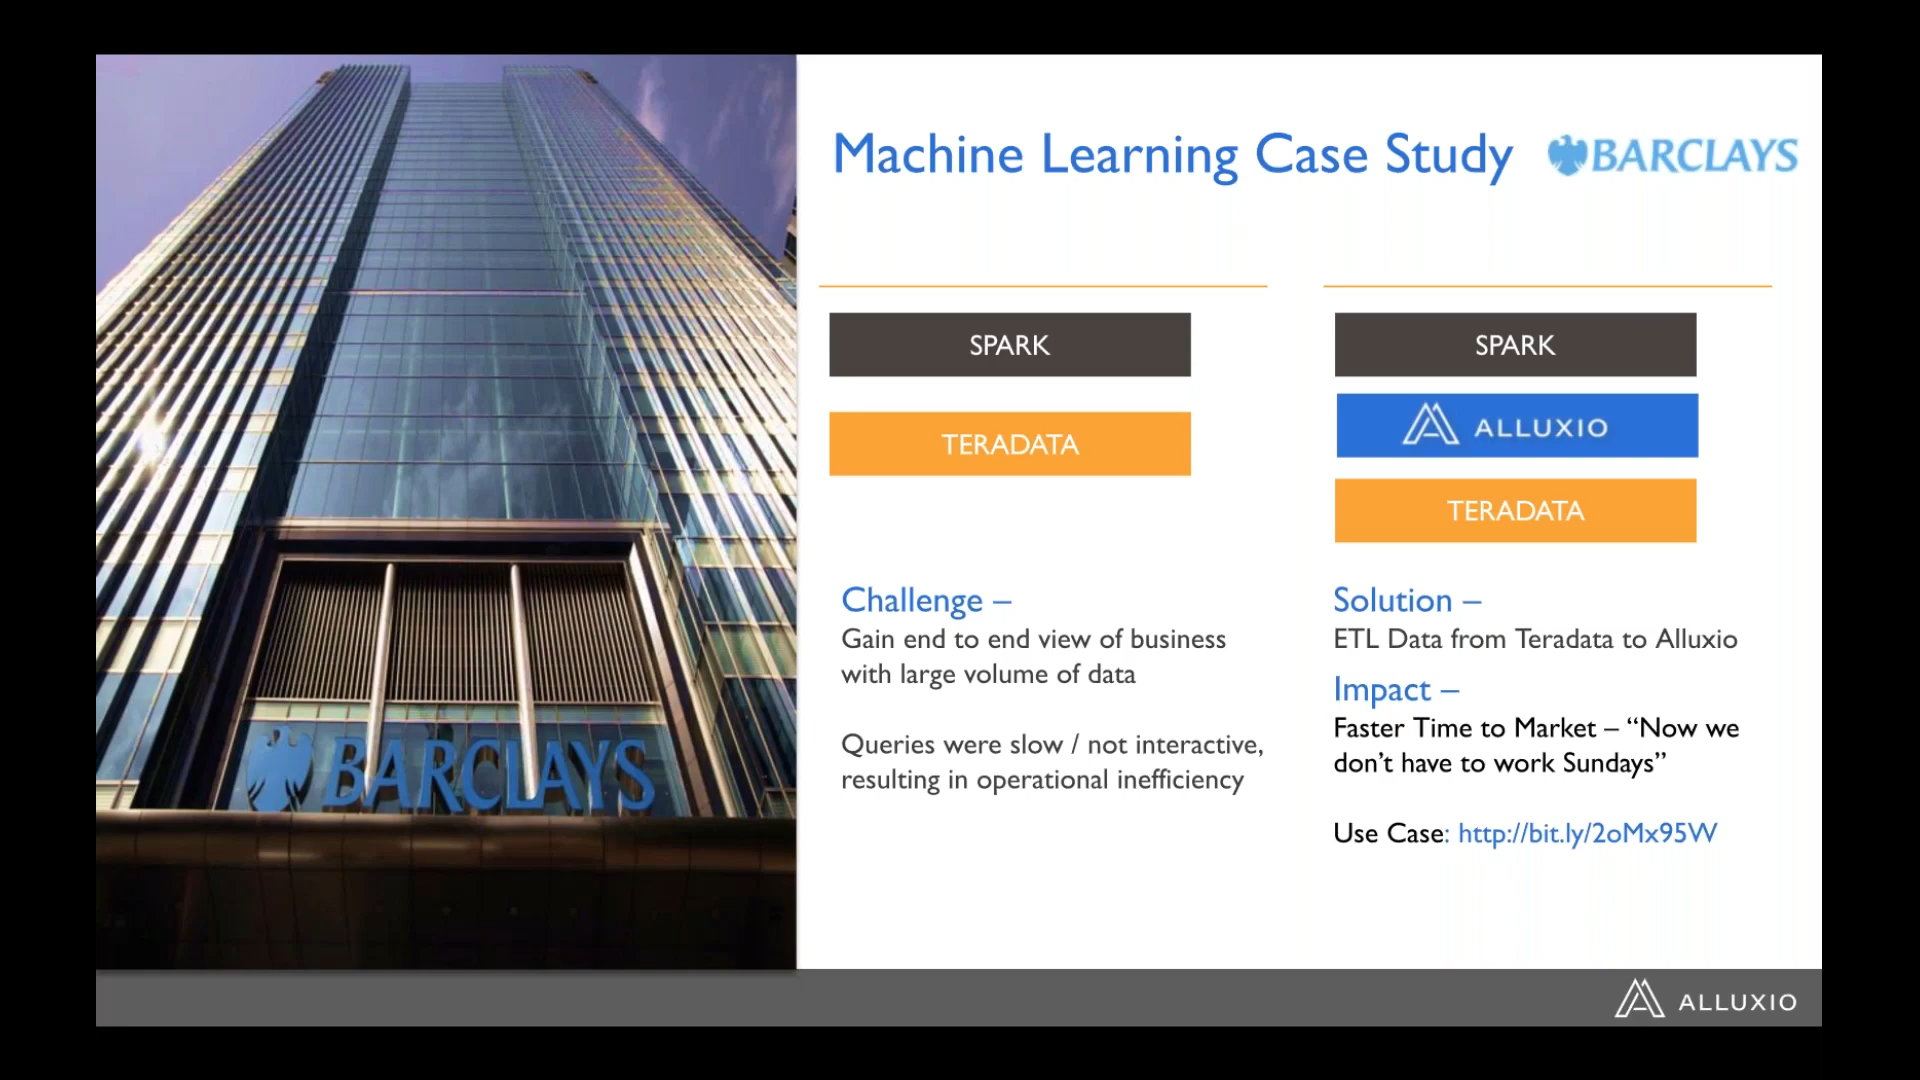 Machine Learning Case Study
BARCLAYS
SPARK
TERADATA
Challenge –
Gain end to end view of business
with large volume of data
Queries were slow / not interactive,
resulting in operational inefficiency
SPARK
ALLUXIO
TERADATA
Solution –
ETL Data from Teradata to Alluxio
Impact –
Faster Time to Market – “Now we
don’t have to work Sundays”
Use Case: http://bit.ly/2oMx95W
BARCLAYS
ALLUXIO